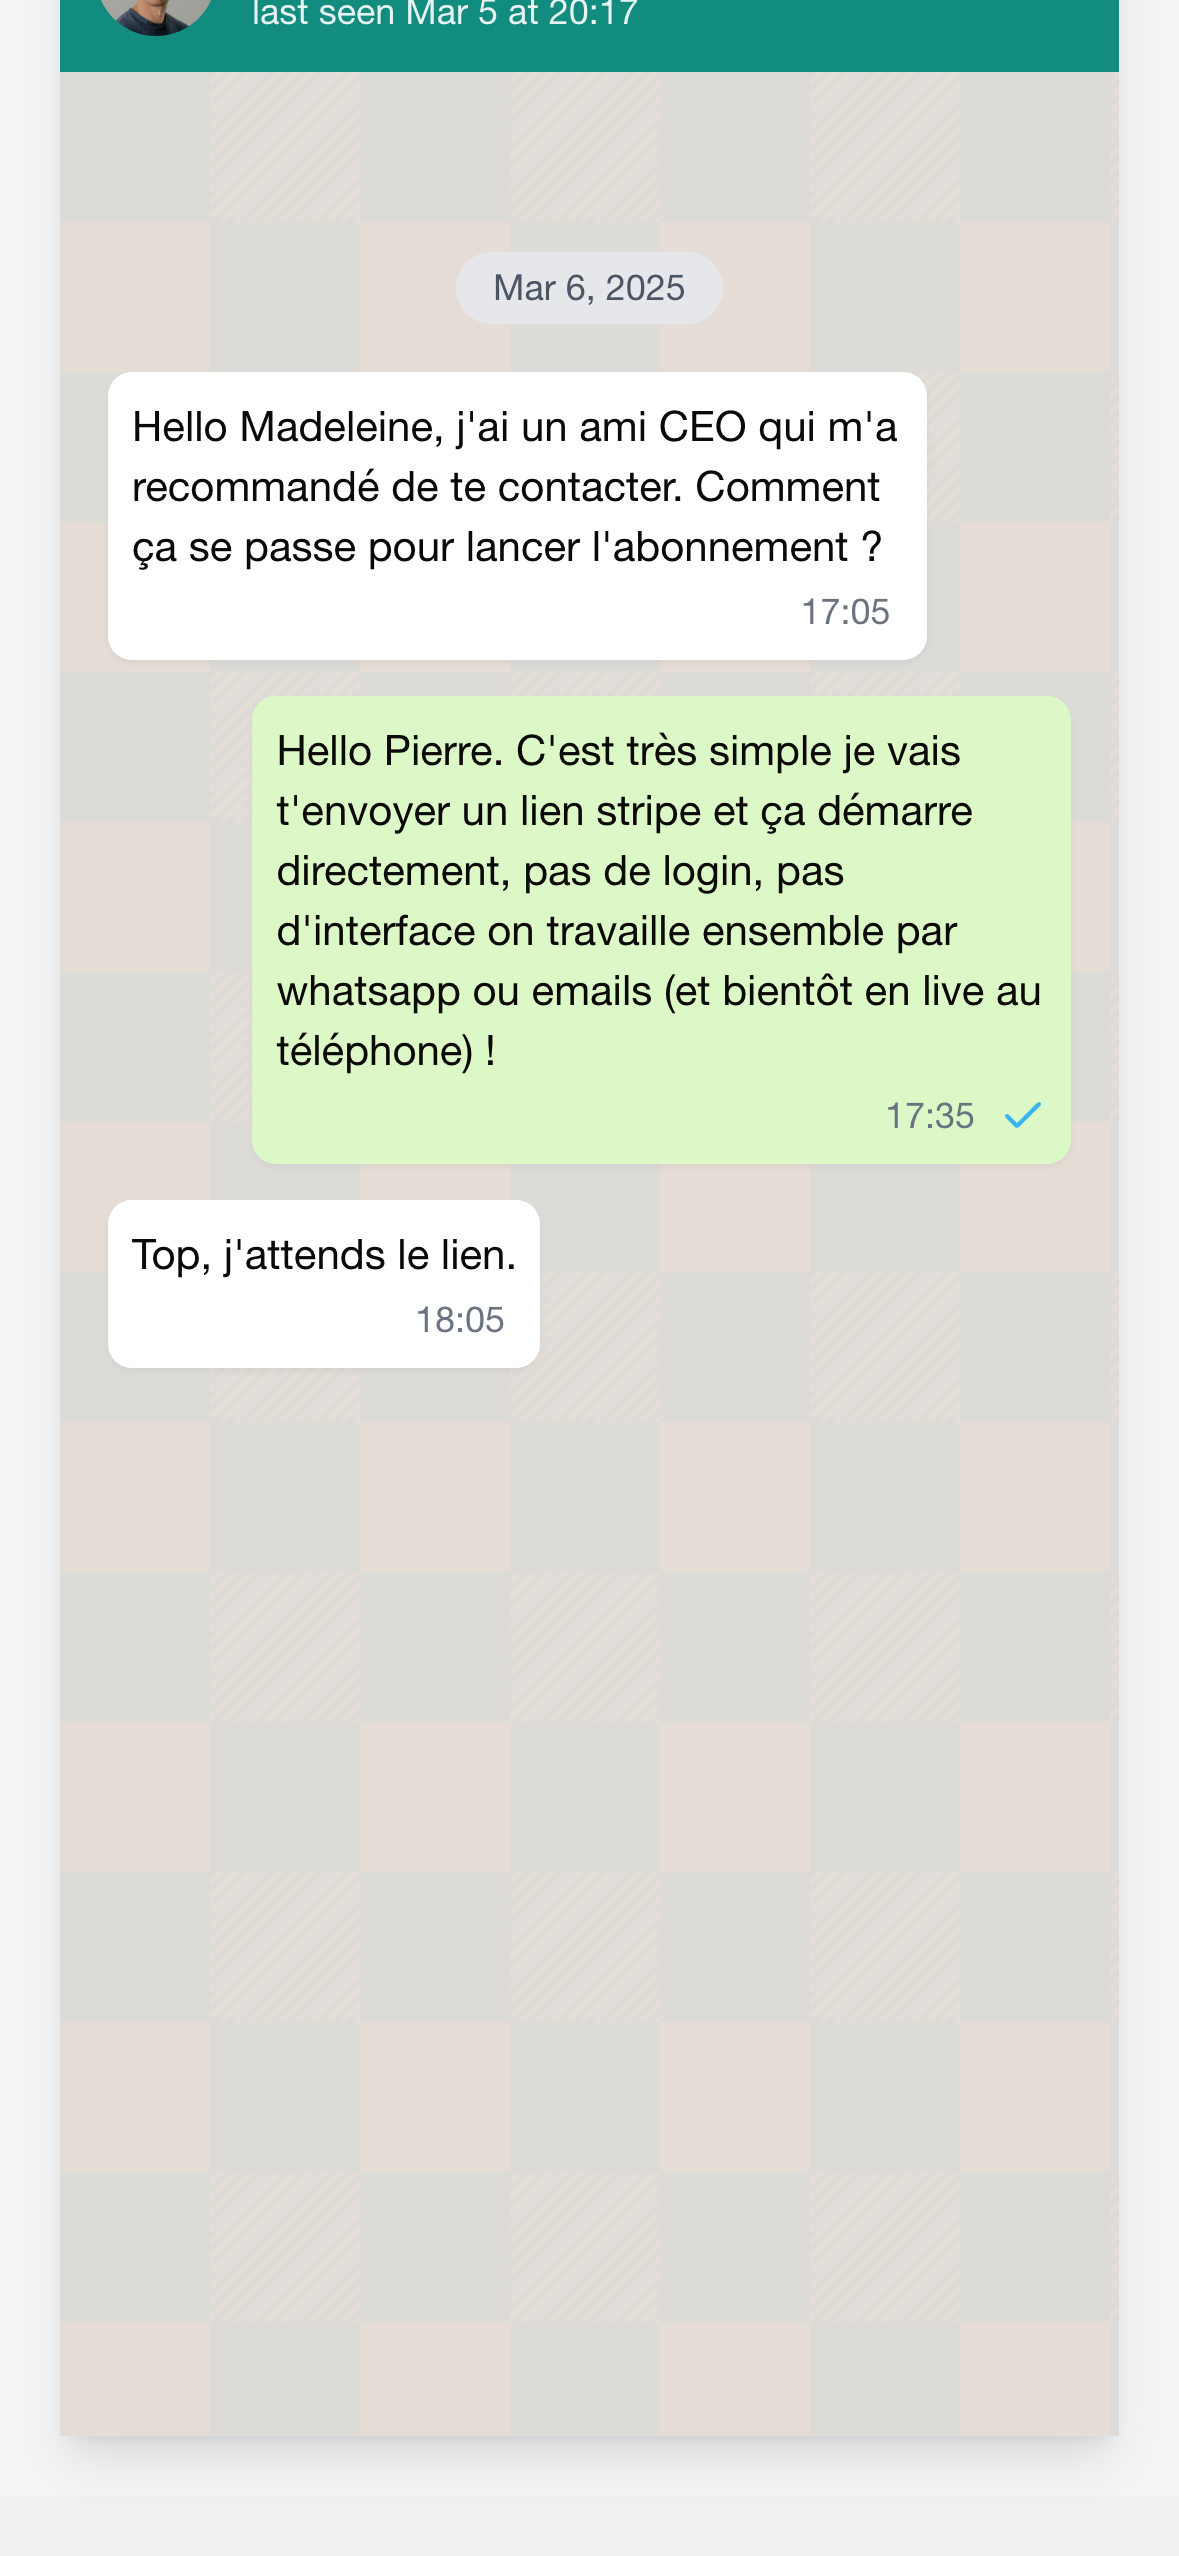 last seen Mar 5 at 20:17
Mar 6, 2025
Hello Madeleine, j'ai un ami CEO qui m'a
recommandé de te contacter. Comment
ça se passe pour lancer l'abonnement ?
17:05
Hello Pierre. C'est très simple je vais
t'envoyer un lien stripe et ça démarre
directement, pas de login, pas
d'interface on travaille ensemble par
whatsapp ou emails (et bientôt en live au
téléphone) !
17:35
Top, j'attends le lien.
18:05